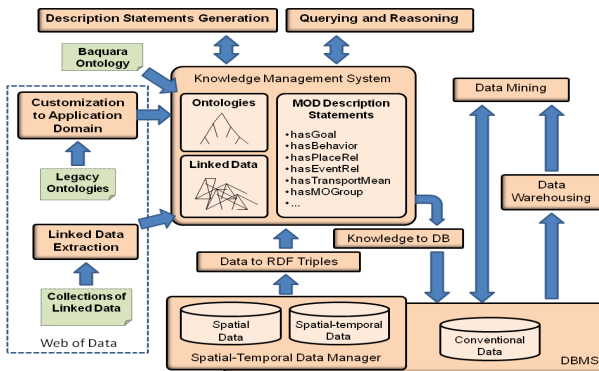 Description Statements Generation
Querying and Reasoning
Baquara
Ontology
Knowledge Management System
Customization
to Application
Domain
Ontologies
Linked Data
MOD Description
Statements
•hasGoal
•hasBehavior
•hasPlaceRel
•hasEventRel
•hasTransportMean
•hasMOGroup
•...
Data Mining
Legacy
Ontologies
Data
Warehousing
Linked Data
Extraction
Knowledge to DB
Data to RDF Triples
Collections of
Linked Data
Web of Data
Spatial
Data
Spatial-temporal
Data
Spatial-Temporal Data Manager
Conventional
Data
DBMS